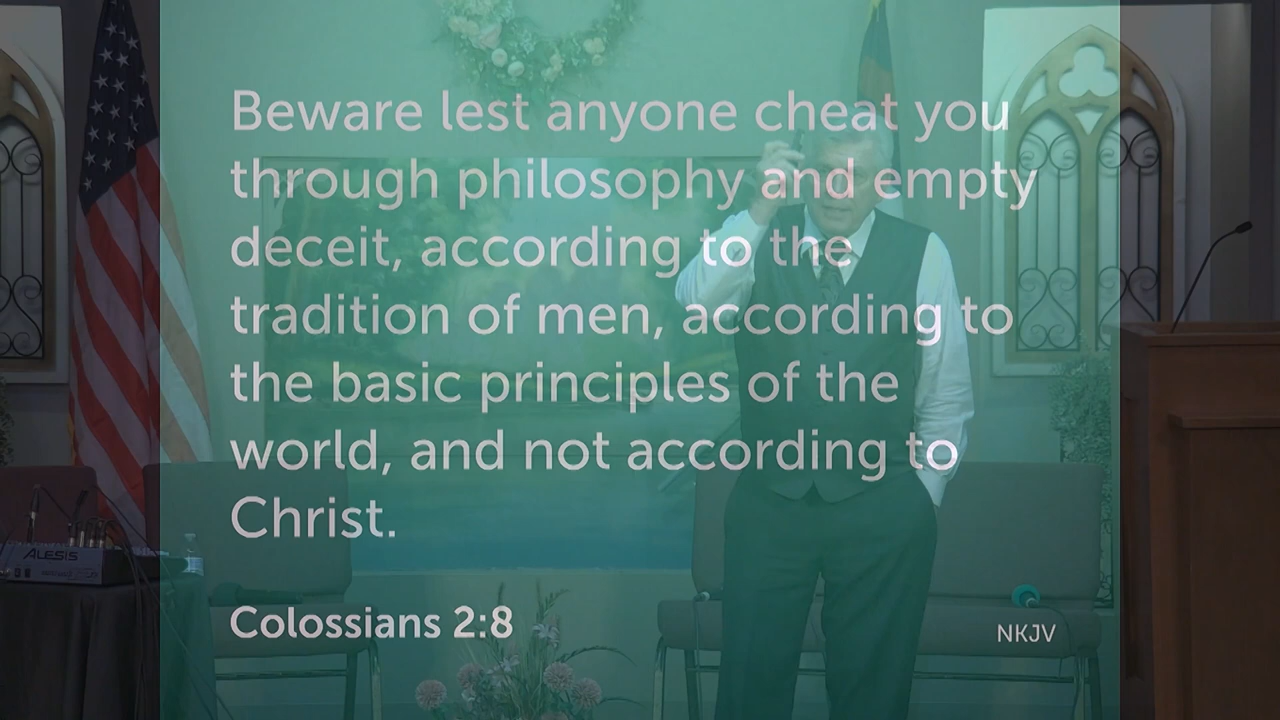 Beware lest anyone cheat you
through philosophy and empty
deceit, according to the
tradition of men, according to
the basic principles of the
world, and not according to
Christ.
Colossians 2:8
NKJV
ALESIS